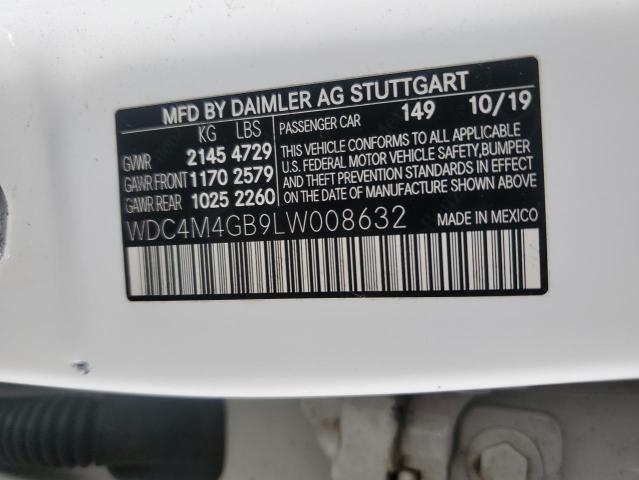 MFD BY DAIMLER AG STUTTGART
KG LBS
PASSENGER CAR 149 10/19
GVWR 2145 4729
GAWR FRONT 1170 2579
GAWR REAR 1025 2260
THIS VEHICLE CONFORMS TO ALL APPLICABLE
U.S. FEDERAL MOTOR VEHICLE SAFETY, BUMPER
AND THEFT PREVENTION STANDARDS IN EFFECT
ON THE DATE OF MANUFACTURE SHOWN ABOVE.
WDC4M4GB9LW008632
MADE IN MEXICO